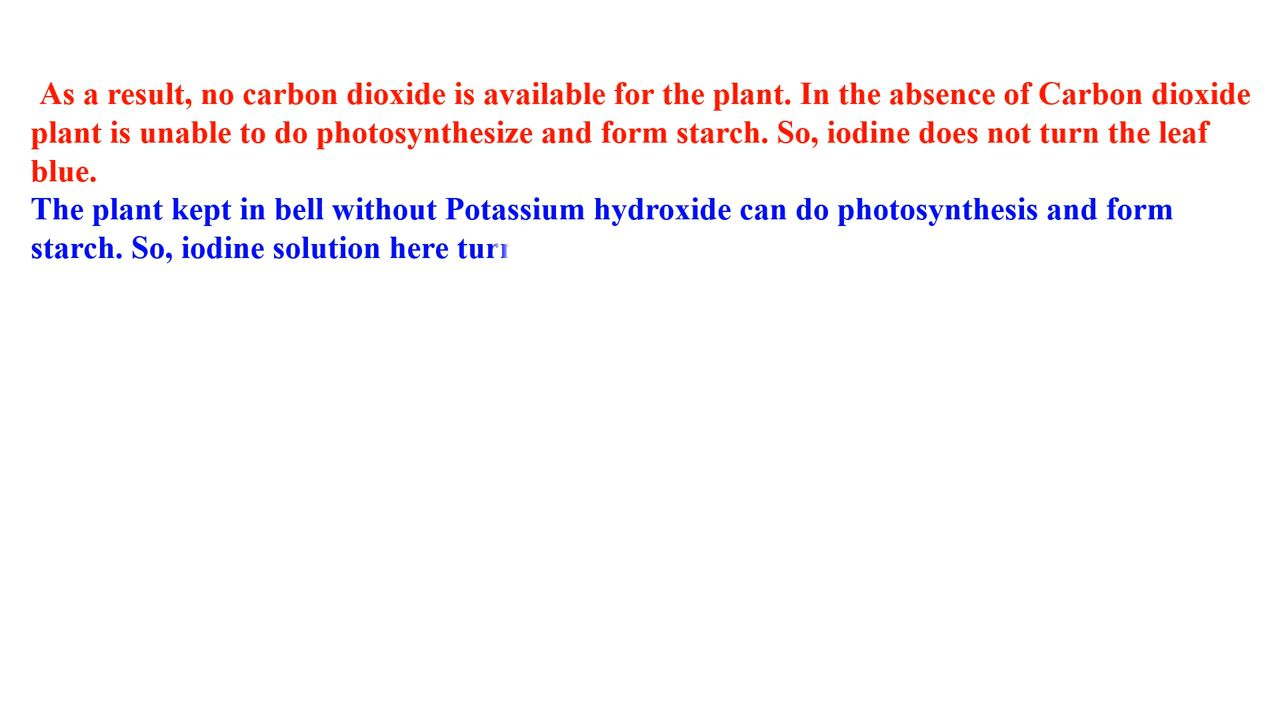 As a result, no carbon dioxide is available for the plant. In the absence of Carbon dioxide
plant is unable to do photosynthesize and form starch. So, iodine does not turn the leaf
blue.
The plant kept in bell without Potassium hydroxide can do photosynthesis and form
starch. So, iodine solution here